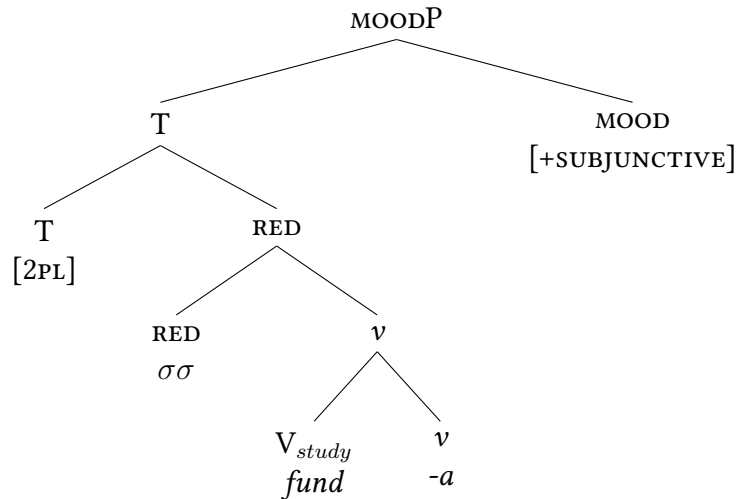 MOODP
T MOOD
[+SUBJUNCTIVE]
T RED
[2PL]
RED v
σσ
V_study v
fund -a